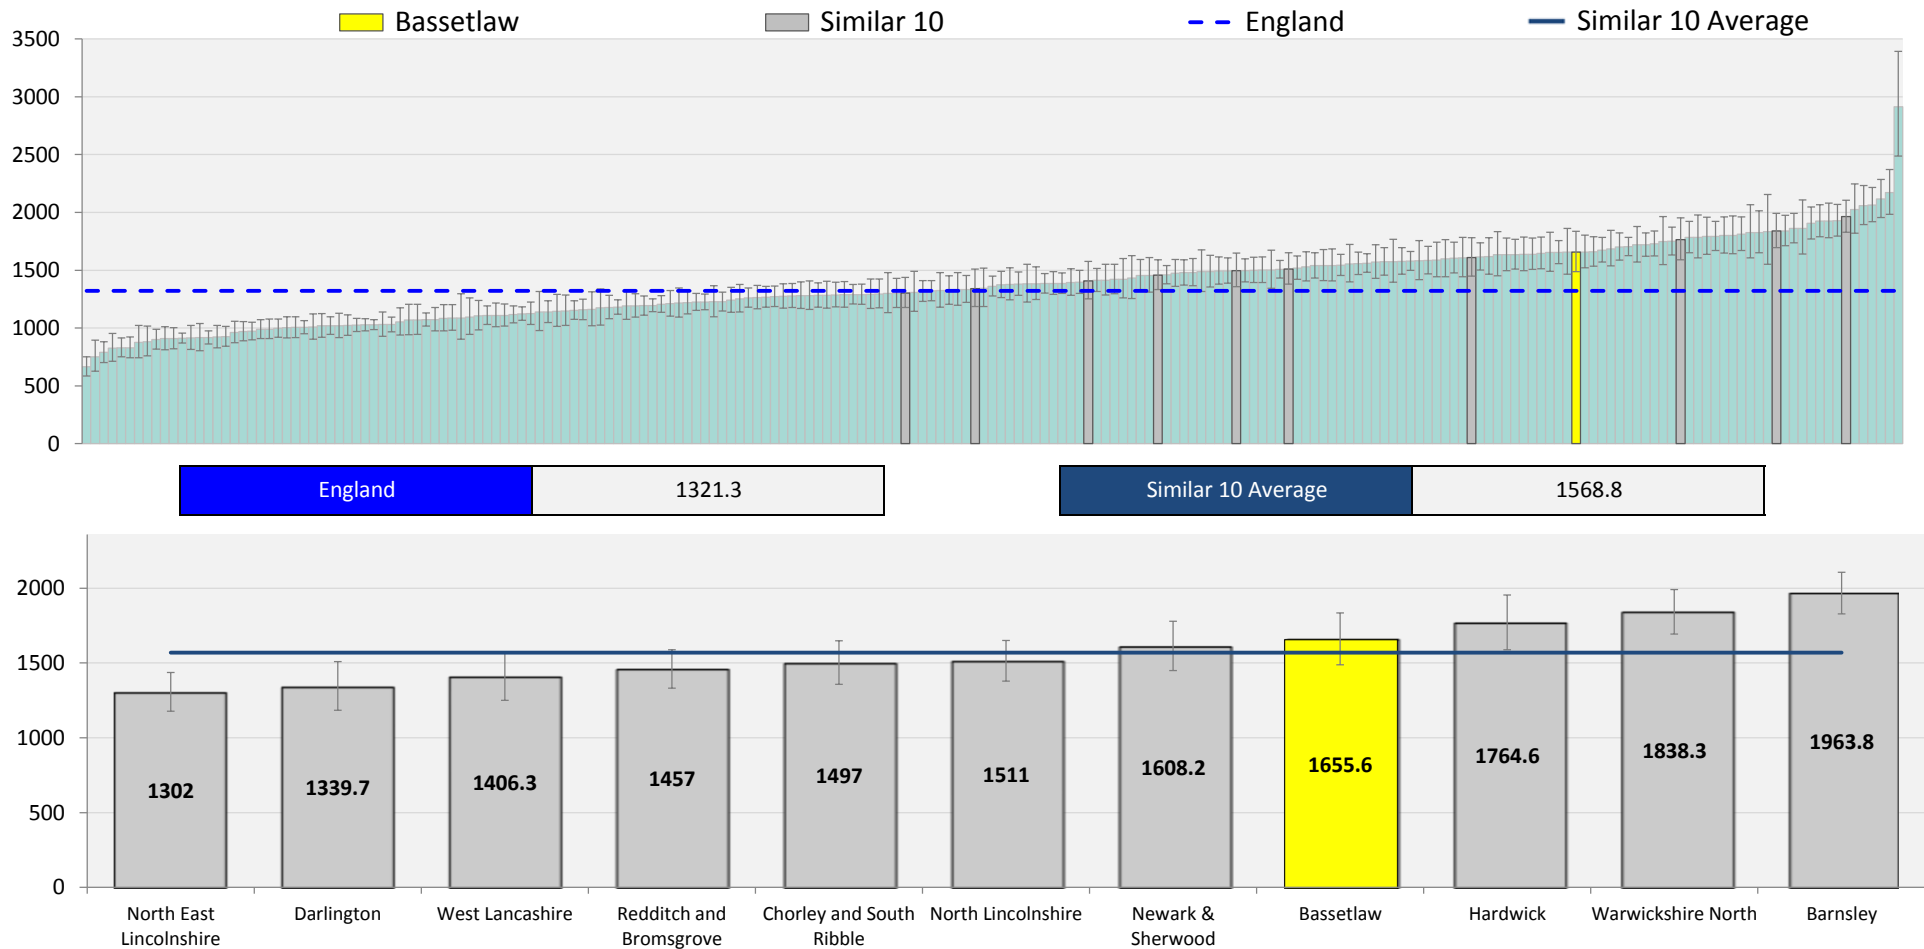 Bassetlaw Similar 10 England Similar 10 Average
3500
3000
2500
2000
1500
1000
500
0
England 1321.3 Similar 10 Average 1568.8
2000
1500
1000
500
0
1302 1339.7 1406.3 1457 1497 1511 1608.2 1655.6 1764.6 1838.3 1963.8
North East Darlington West Lancashire Redditch and Chorley and South North Lincolnshire Newark & Bassetlaw Hardwick Warwickshire North Barnsley
Lincolnshire Bromsgrove Ribble Sherwood